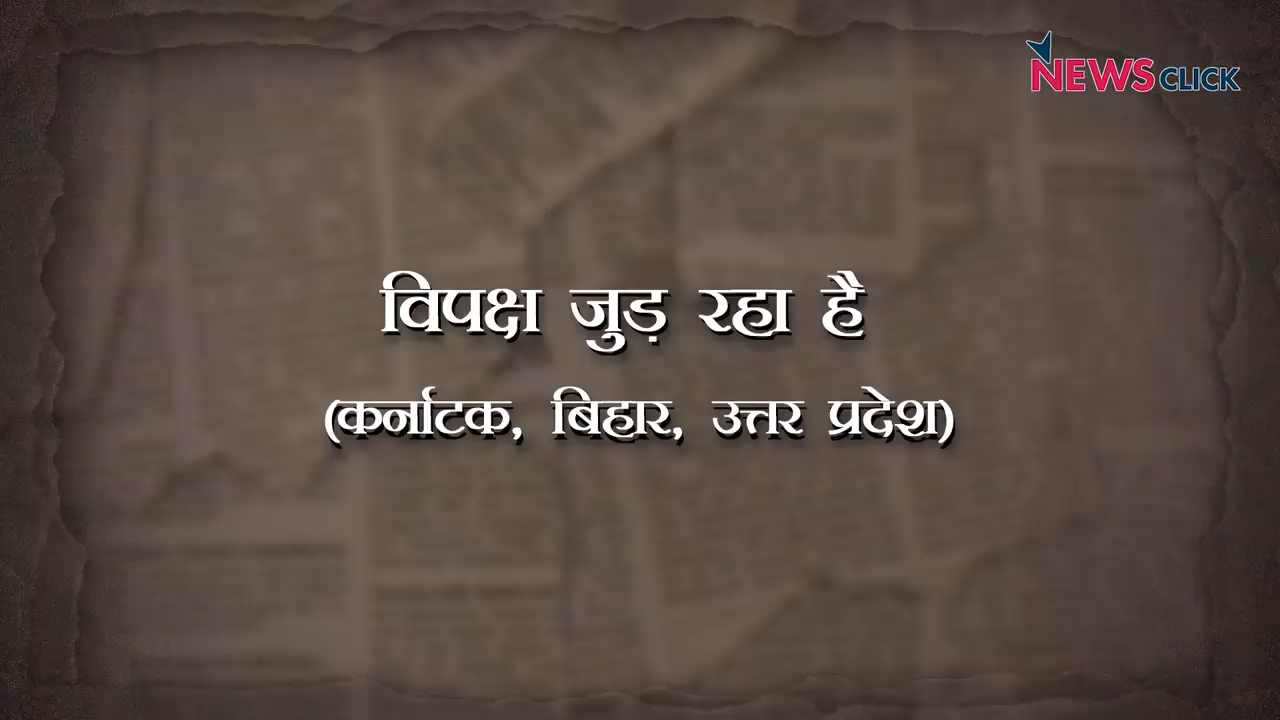 NEWSCLICK
विपक्ष जुड़ रहा है
(कर्नाटक, बिहार, उत्तर प्रदेश)